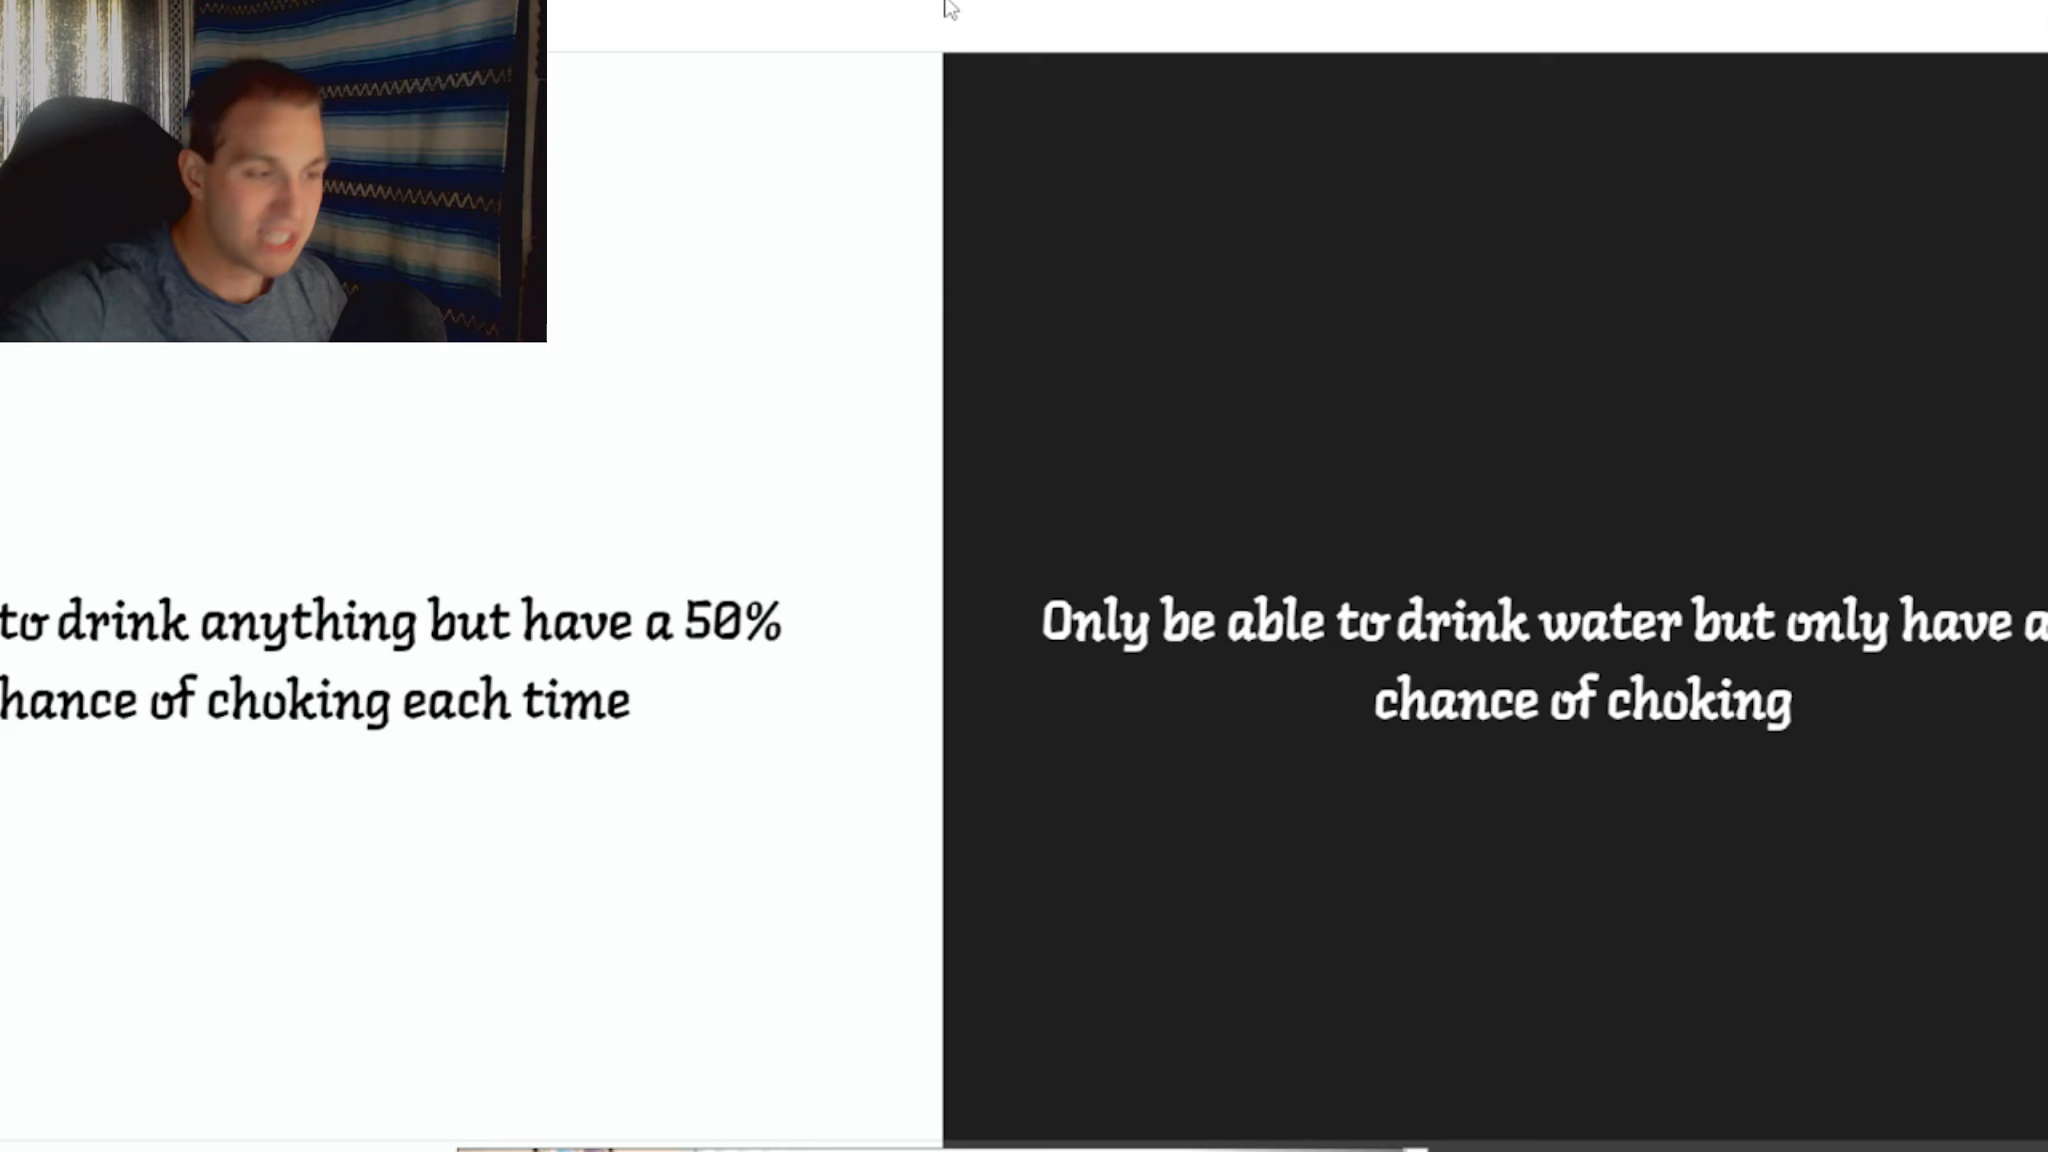 to drink anything but have a 50%
hance of choking each time
Only be able to drink water but only have a
chance of choking